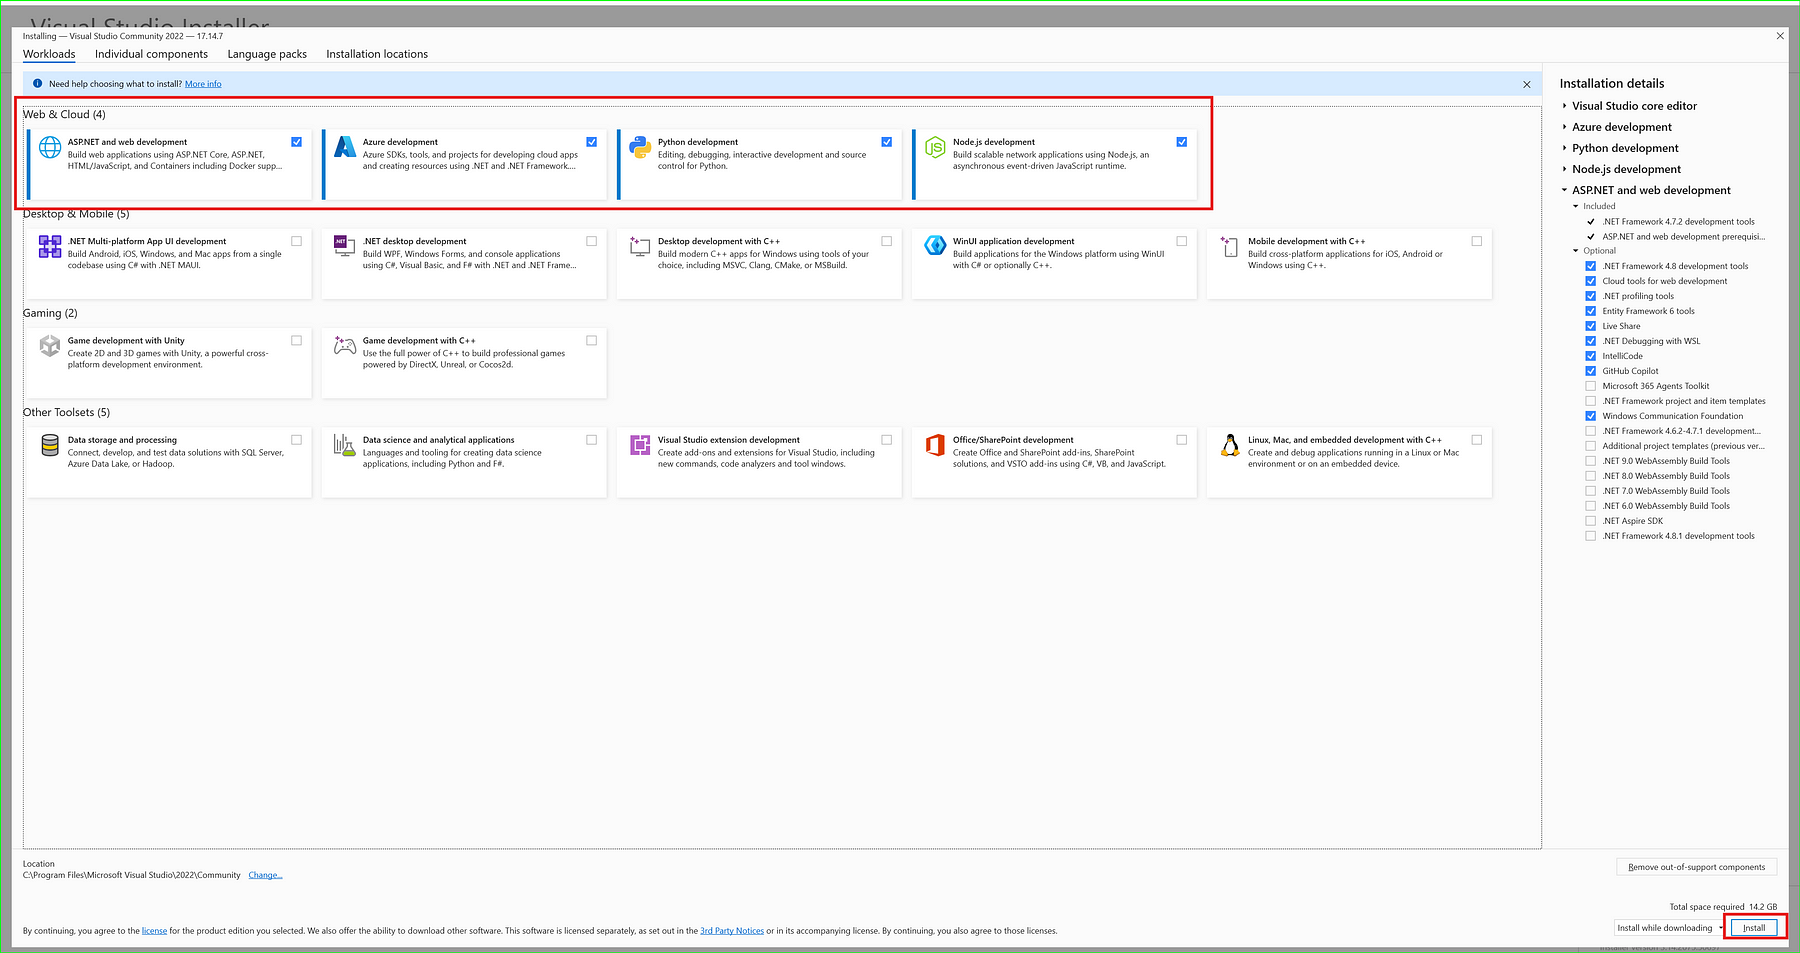 Visual Studio Installer
Installing — Visual Studio Community 2022 — 17.14.7
Workloads
Individual components
Language packs
Installation locations
Need help choosing what to install? More info
Web & Cloud (4)
ASP.NET and web development
Build web applications using ASP.NET Core, ASP.NET,
HTML/JavaScript, and Containers including Docker supp...
Azure development
Azure SDKs, tools, and projects for developing cloud apps
and creating resources using .NET and .NET Framework....
Python development
Editing, debugging, interactive development and source
control for Python.
Node.js development
Build scalable network applications using Node.js, an
asynchronous event-driven JavaScript runtime.
Desktop & Mobile (5)
.NET Multi-platform App UI development
Build Android, iOS, Windows, and Mac apps from a single
codebase using C# with .NET MAUI.
.NET desktop development
Build WPF, Windows Forms, and console applications
using C#, Visual Basic, and F# with .NET and .NET Frame...
Desktop development with C++
Build modern C++ apps for Windows using tools of your
choice, including MSVC, Clang, CMake, or MSBuild.
WinUI application development
Build applications for the Windows platform using WinUI
with C# or optionally C++.
Mobile development with C++
Build cross-platform applications for iOS, Android or
Windows using C++.
Gaming (2)
Game development with Unity
Create 2D and 3D games with Unity, a powerful cross-
platform development environment.
Game development with C++
Use the full power of C++ to build professional games
powered by DirectX, Unreal, or Cocos2d.
Other Toolsets (5)
Data storage and processing
Connect, develop, and test data solutions with SQL Server,
Azure Data Lake, or Hadoop.
Data science and analytical applications
Languages and tooling for creating data science
applications, including Python and F#.
Visual Studio extension development
Create add-ons and extensions for Visual Studio, including
new commands, code analyzers and tool windows.
Office/SharePoint development
Create Office and SharePoint add-ins, SharePoint
solutions, and VSTO add-ins using C#, VB, and JavaScript.
Linux, Mac, and embedded development with C++
Create and debug applications running in a Linux or Mac
environment or on an embedded device.
Installation details
Visual Studio core editor
Azure development
Python development
Node.js development
ASP.NET and web development
Included
.NET Framework 4.7.2 development tools
ASP.NET and web development prerequisi...
Optional
.NET Framework 4.8 development tools
Cloud tools for web development
.NET profiling tools
Entity Framework 6 tools
Live Share
.NET Debugging with WSL
IntelliCode
GitHub Copilot
Microsoft 365 Agents Toolkit
.NET Framework project and item templates
Windows Communication Foundation
.NET Framework 4.6.2-4.7.1 development...
Additional project templates (previous ver...
.NET 9.0 WebAssembly Build Tools
.NET 8.0 WebAssembly Build Tools
.NET 7.0 WebAssembly Build Tools
.NET 6.0 WebAssembly Build Tools
.NET Aspire SDK
.NET Framework 4.8.1 development tools
Location
C:\Program Files\Microsoft Visual Studio\2022\Community Change...
Remove out-of-support components
Total space required 14.2 GB
By continuing, you agree to the license for the product edition you selected. We also offer the ability to download other software. This software is licensed separately, as set out in the 3rd Party Notices or in its accompanying license. By continuing, you also agree to those licenses.
Install while downloading
Install